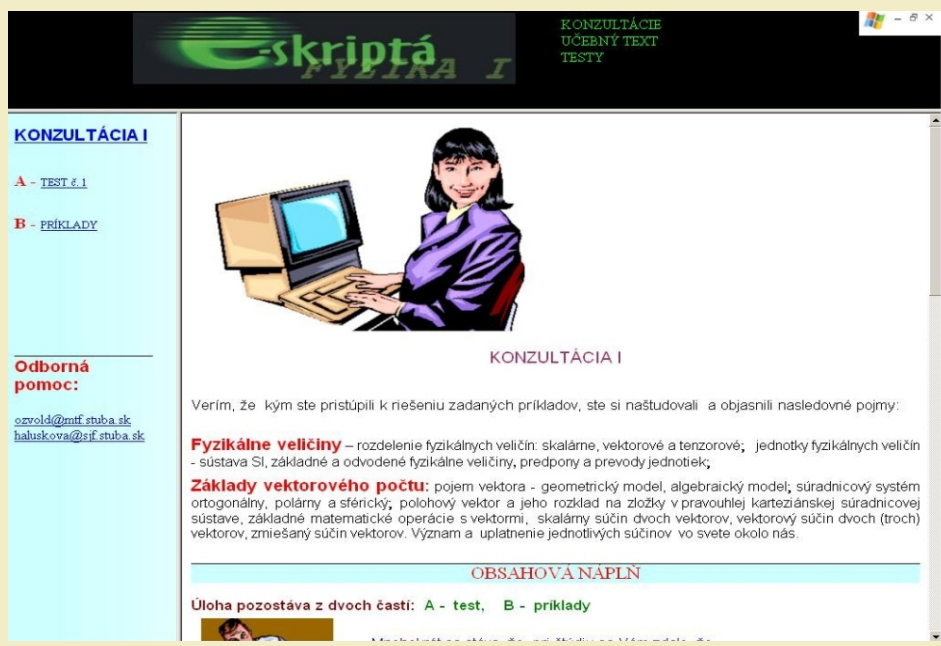 e-skriptá
FYZIKA I
KONZULTÁCIE
UČEBNÝ TEXT
TESTY
KONZULTÁCIA I
A - TEST č. 1
B - PRÍKLADY
Odborná
pomoc:
ozvold@mtf.stuba.sk
haluskova@sjf.stuba.sk
KONZULTÁCIA I
Verím, že kým ste pristúpili k riešeniu zadaných príkladov, ste si naštudovali a objasnili nasledovné pojmy:
Fyzikálne veličiny – rozdelenie fyzikálnych veličín: skalárne, vektorové a tenzorové; jednotky fyzikálnych veličín
- sústava SI, základné a odvodené fyzikálne veličiny, predpony a prevody jednotiek;
Základy vektorového počtu: pojem vektora - geometrický model, algebraický model; súradnicový systém
ortogonálny, polárny a sférický; polohový vektor a jeho rozklad na zložky v pravouhlej karteziánskej súradnicovej
sústave, základné matematické operácie s vektormi, skalárny súčin dvoch vektorov, vektorový súčin dvoch (troch)
vektorov, zmiešaný súčin vektorov. Význam a uplatnenie jednotlivých súčinov vo svete okolo nás.
OBSAHOVÁ NÁPLŇ
Úloha pozostáva z dvoch častí: A - test, B - príklady